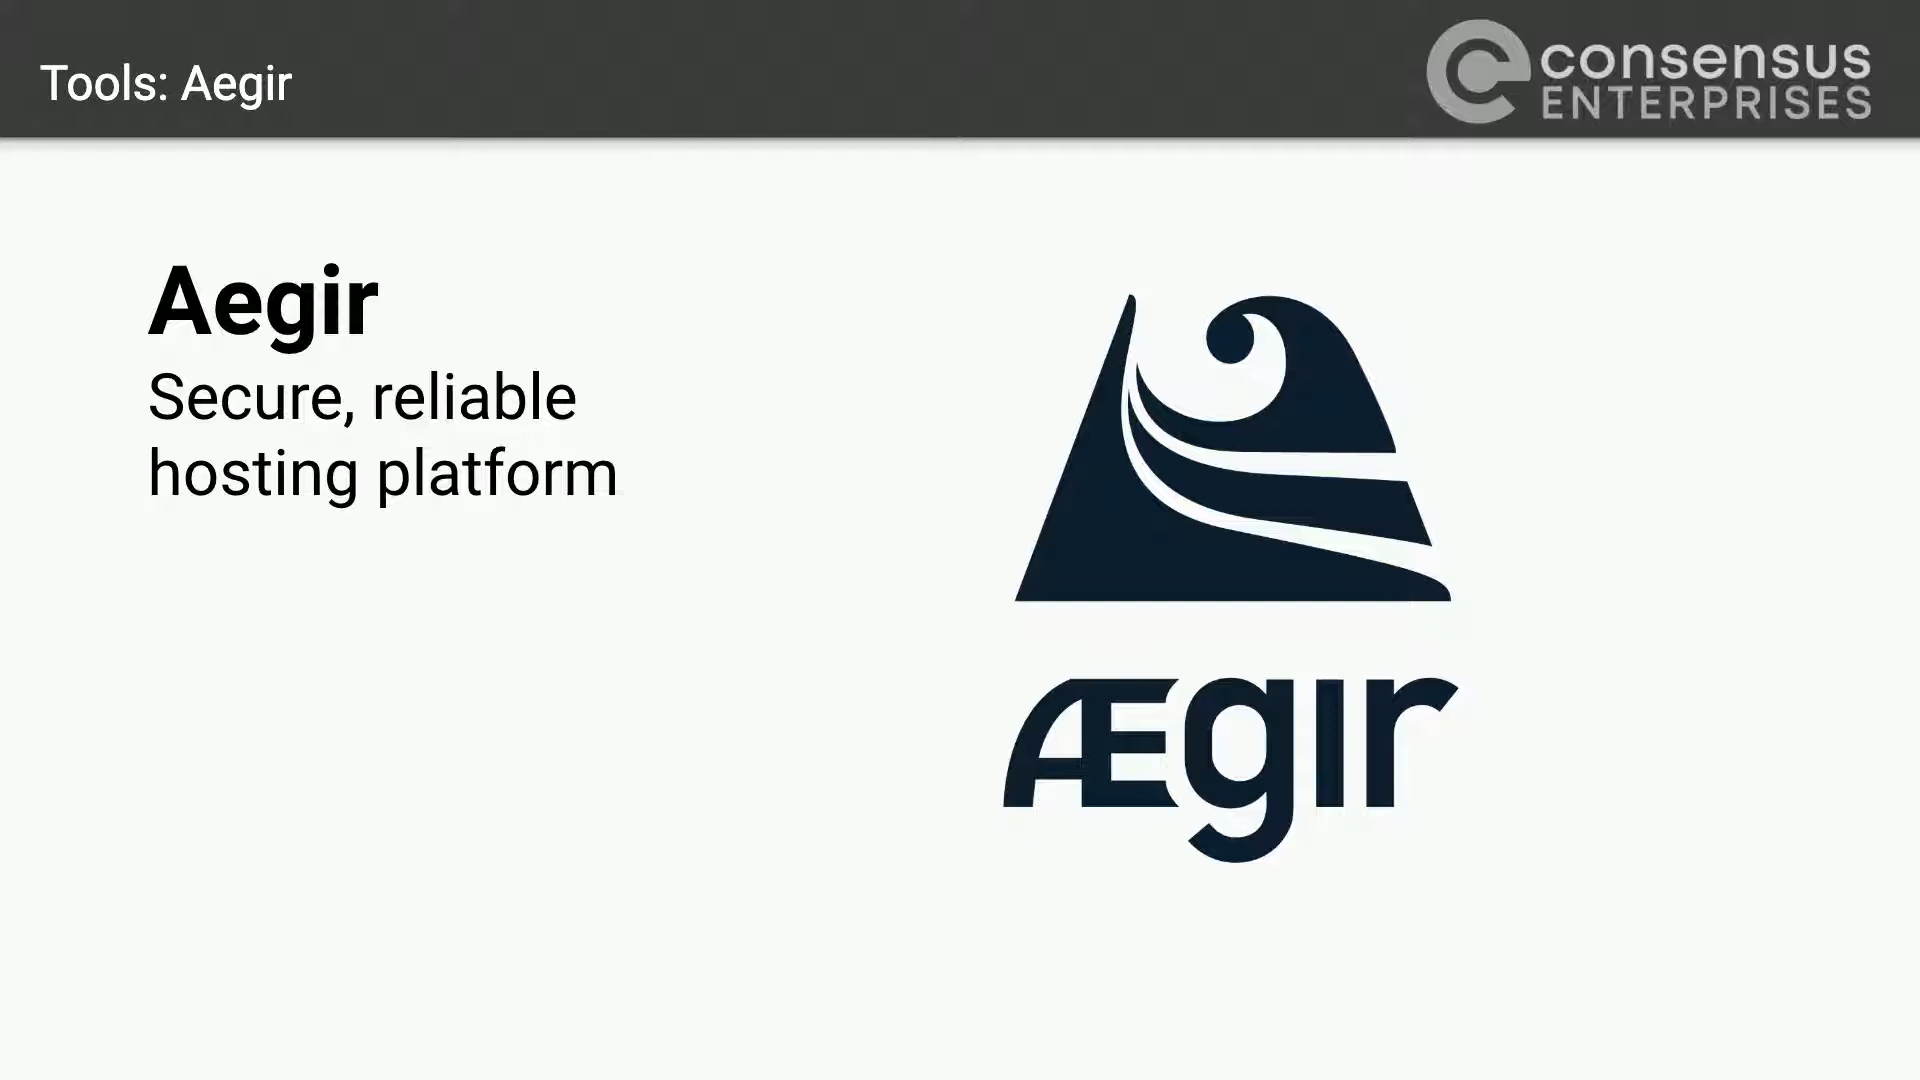 Tools: Aegir
consensus
ENTERPRISES
Aegir
Secure, reliable
hosting platform
Ægir